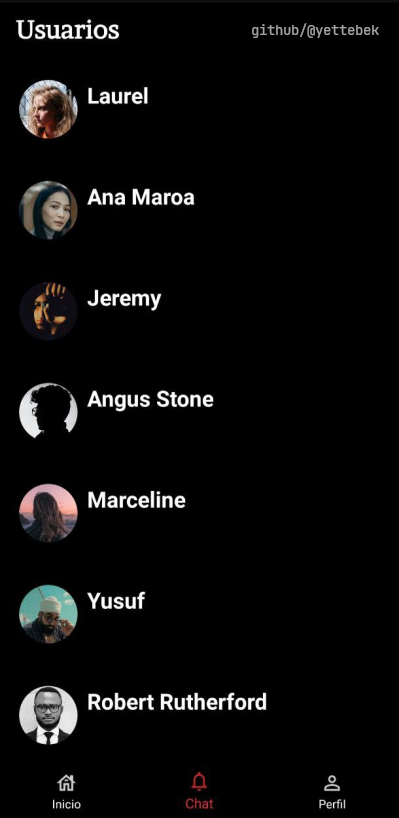 Usuarios
github/@yettebek
Laurel
Ana Maroa
Jeremy
Angus Stone
Marceline
Yusuf
Robert Rutherford
Inicio
Chat
Perfil